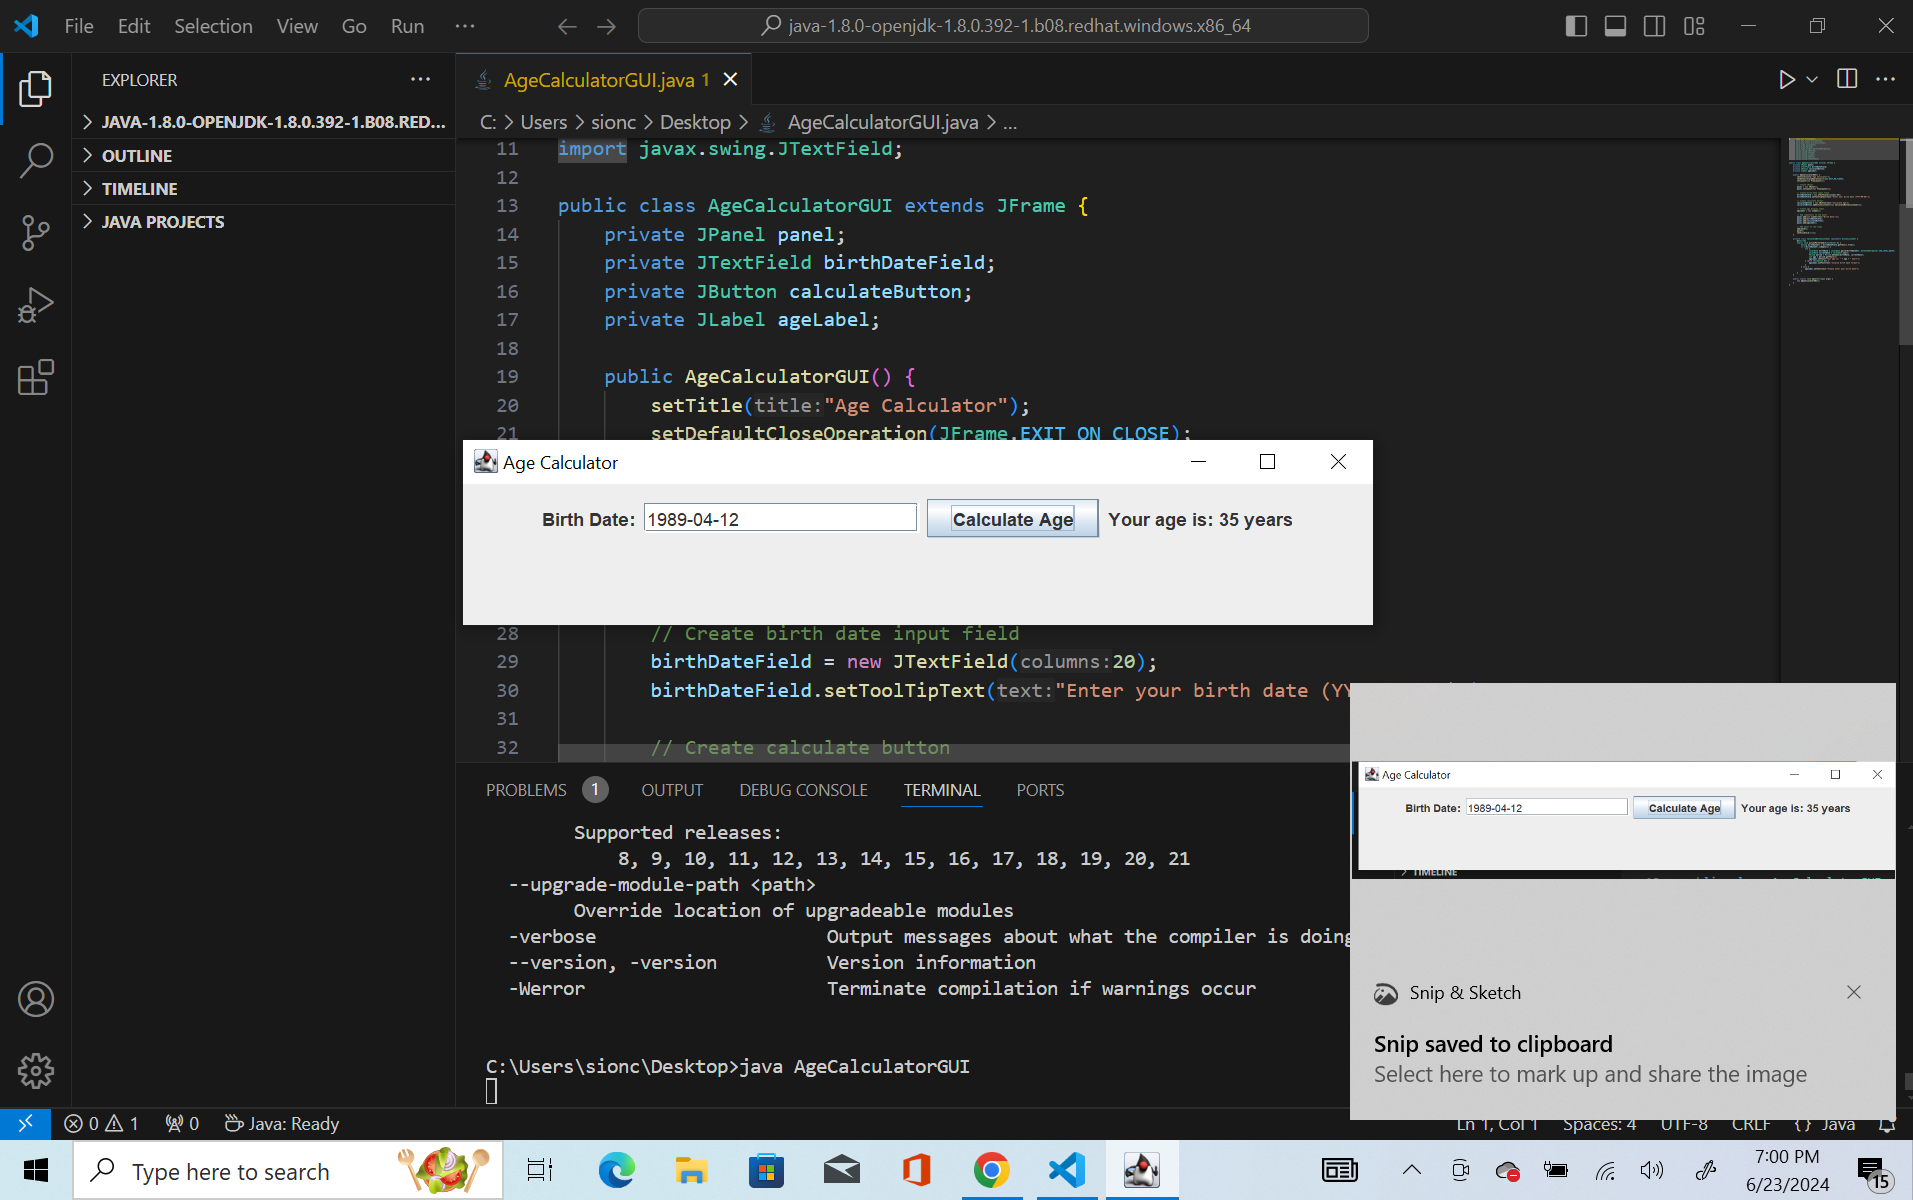 File Edit Selection View Go Run ...
java-1.8.0-openjdk-1.8.0.392-1.b08.redhat.windows.x86_64
EXPLORER
JAVA-1.8.0-OPENJDK-1.8.0.392-1.B08.RED...
OUTLINE
TIMELINE
JAVA PROJECTS
AgeCalculatorGUI.java 1
C: > Users > sionc > Desktop > AgeCalculatorGUI.java > ...
11 import javax.swing.JTextField;
12
13 public class AgeCalculatorGUI extends JFrame {
14 private JPanel panel;
15 private JTextField birthDateField;
16 private JButton calculateButton;
17 private JLabel ageLabel;
18
19 public AgeCalculatorGUI() {
20 setTitle(title:"Age Calculator");
21 setDefaultCloseOperation(JFrame.EXIT_ON_CLOSE);
Age Calculator
Birth Date: 1989-04-12 Calculate Age Your age is: 35 years
28 // Create birth date input field
29 birthDateField = new JTextField(columns:20);
30 birthDateField.setToolTipText(text:"Enter your birth date (YY
31
32 // Create calculate button
PROBLEMS 1 OUTPUT DEBUG CONSOLE TERMINAL PORTS
Supported releases:
8, 9, 10, 11, 12, 13, 14, 15, 16, 17, 18, 19, 20, 21
--upgrade-module-path <path>
Override location of upgradeable modules
-verbose Output messages about what the compiler is doing
--version, -version Version information
-Werror Terminate compilation if warnings occur
C:\Users\sionc\Desktop>java AgeCalculatorGUI
Age Calculator
Birth Date: 1989-04-12 Calculate Age Your age is: 35 years
TIMELINE
Snip & Sketch
Snip saved to clipboard
Select here to mark up and share the image
0 1 0 Java: Ready
Ln 1, Col 1 Spaces: 4 UTF-8 CRLF {} Java
Type here to search
7:00 PM
6/23/2024
15